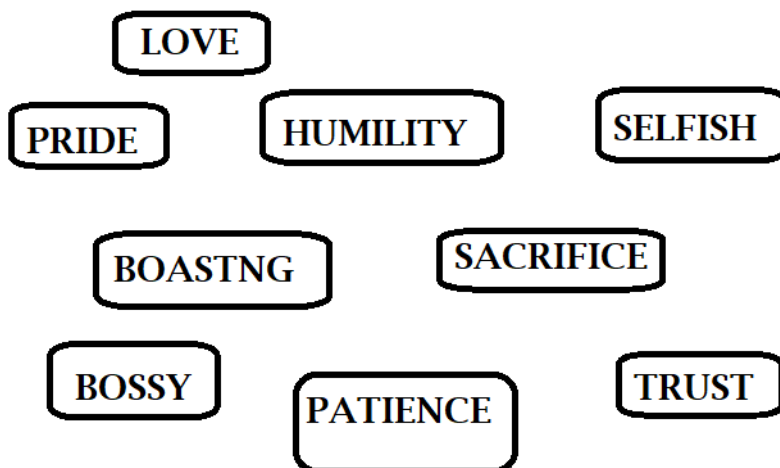 LOVE
PRIDE
HUMILITY
SELFISH
BOASTNG
SACRIFICE
BOSSY
PATIENCE
TRUST